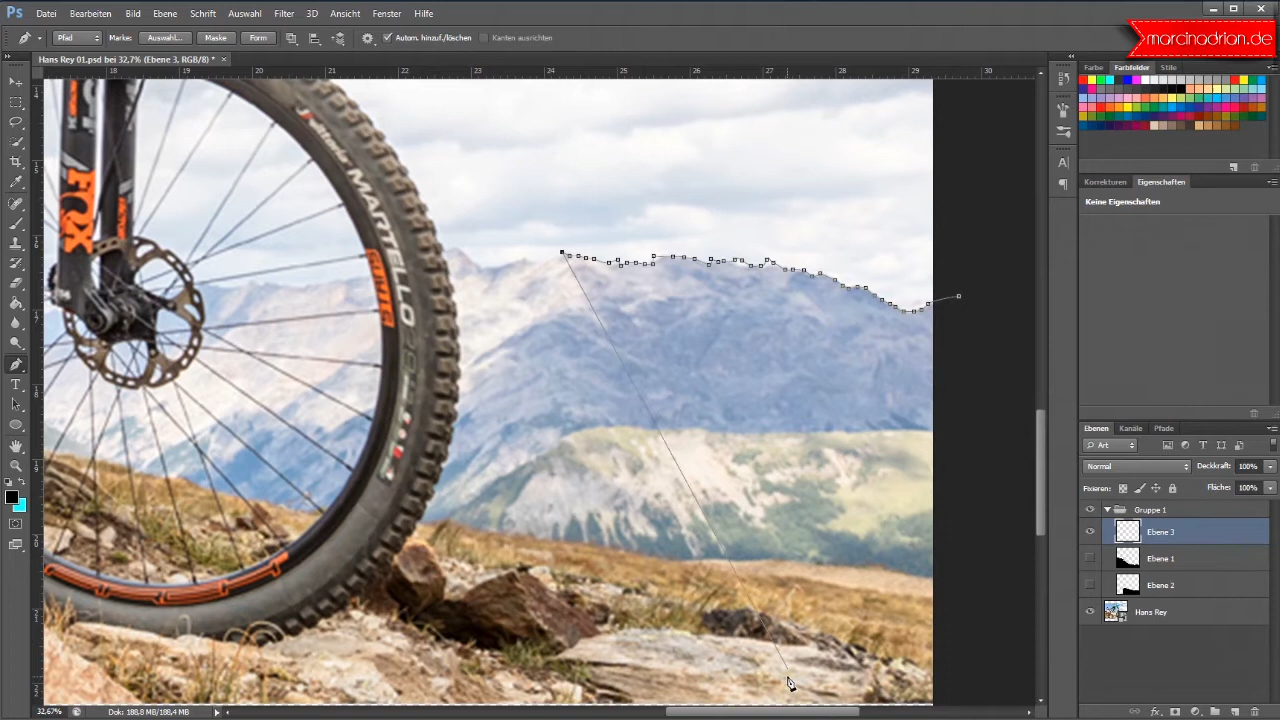 Ps Datei Bearbeiten Bild Ebene Schrift Auswahl Filter 3D Ansicht Fenster Hilfe
Pfad Marke: Auswahl... Maske Form Autom. hinzuf./löschen Kanten ausrichten
marcinadrian.de
Hans Rey 01.psd bei 32,7% (Ebene 3, RGB/8) * ×
Farbe Farbfelder Stile
18 19 20 21 22 23 24 25 26 27 28 29 30
MARTELLO
FOX
SUNTIG
Korrekturen Eigenschaften
Keine Eigenschaften
Ebenen Kanäle Pfade
Art
Normal Deckkraft: 100%
Fixieren: Fläche: 100%
Gruppe 1
Ebene 3
Ebene 1
Ebene 2
Hans Rey
32,67% Dok: 188,8 MB/188,4 MB